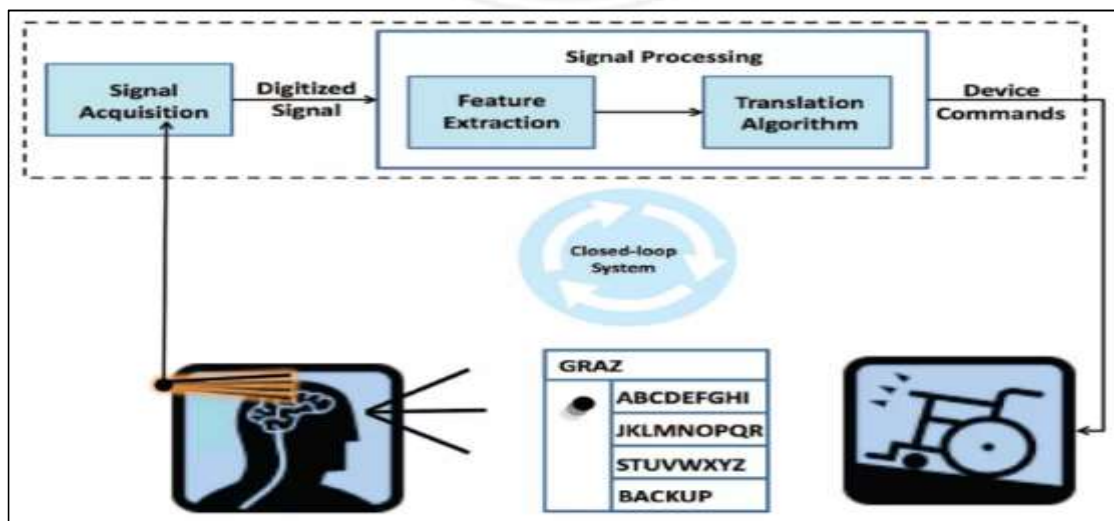 Signal Processing
Signal
Acquisition
Digitized
Signal
Feature
Extraction
Translation
Algorithm
Device
Commands
Closed-loop
System
GRAZ
ABCDEFGHI
JKLMNOPQR
STUVWXYZ
BACKUP